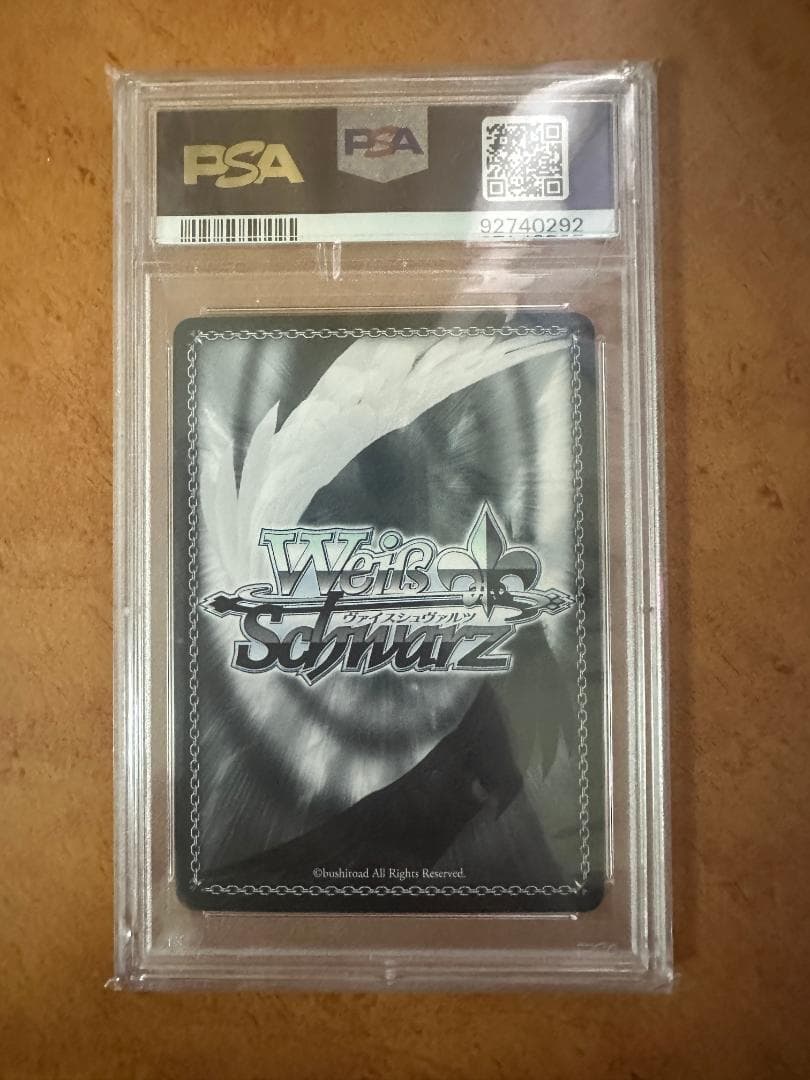 PSA PSA
92740292
Weiß
ヴァイスシュヴァルツ
Schwarz
©bushiroad All Rights Reserved.